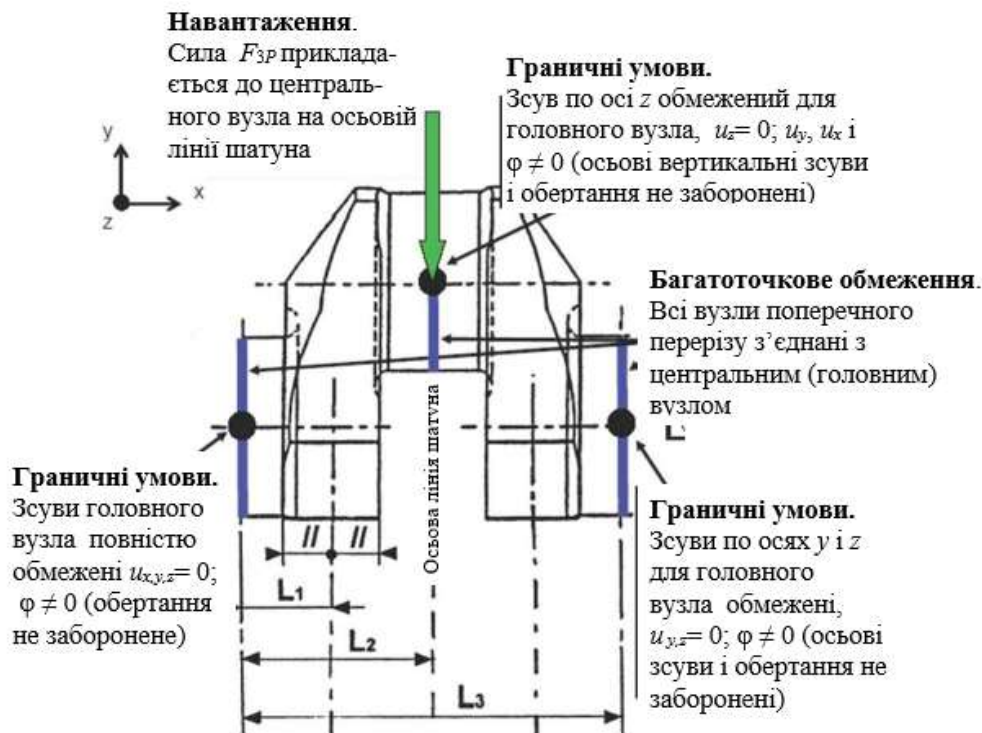 Навантаження.
Сила F3P приклада-
ється до централь-
ного вузла на осьовій
лінії шатуна
Граничні умови.
Зсув по осі z обмежений для
головного вузла, uz= 0; uy, ux і
φ ≠ 0 (осьові вертикальні зсуви
і обертання не заборонені)
y
x
z
Багатоточкове обмеження.
Всі вузли поперечного
перерізу з’єднані з
центральним (головним)
вузлом
L
Осьова лінія шатуна
Граничні умови.
Зсуви головного
вузла повністю
обмежені ux,y,z= 0;
φ ≠ 0 (обертання
не заборонене)
Граничні умови.
Зсуви по осях y і z
для головного
вузла обмежені,
uy,z= 0; φ ≠ 0 (осьові
зсуви і обертання не
заборонені)
L1
L2
L3